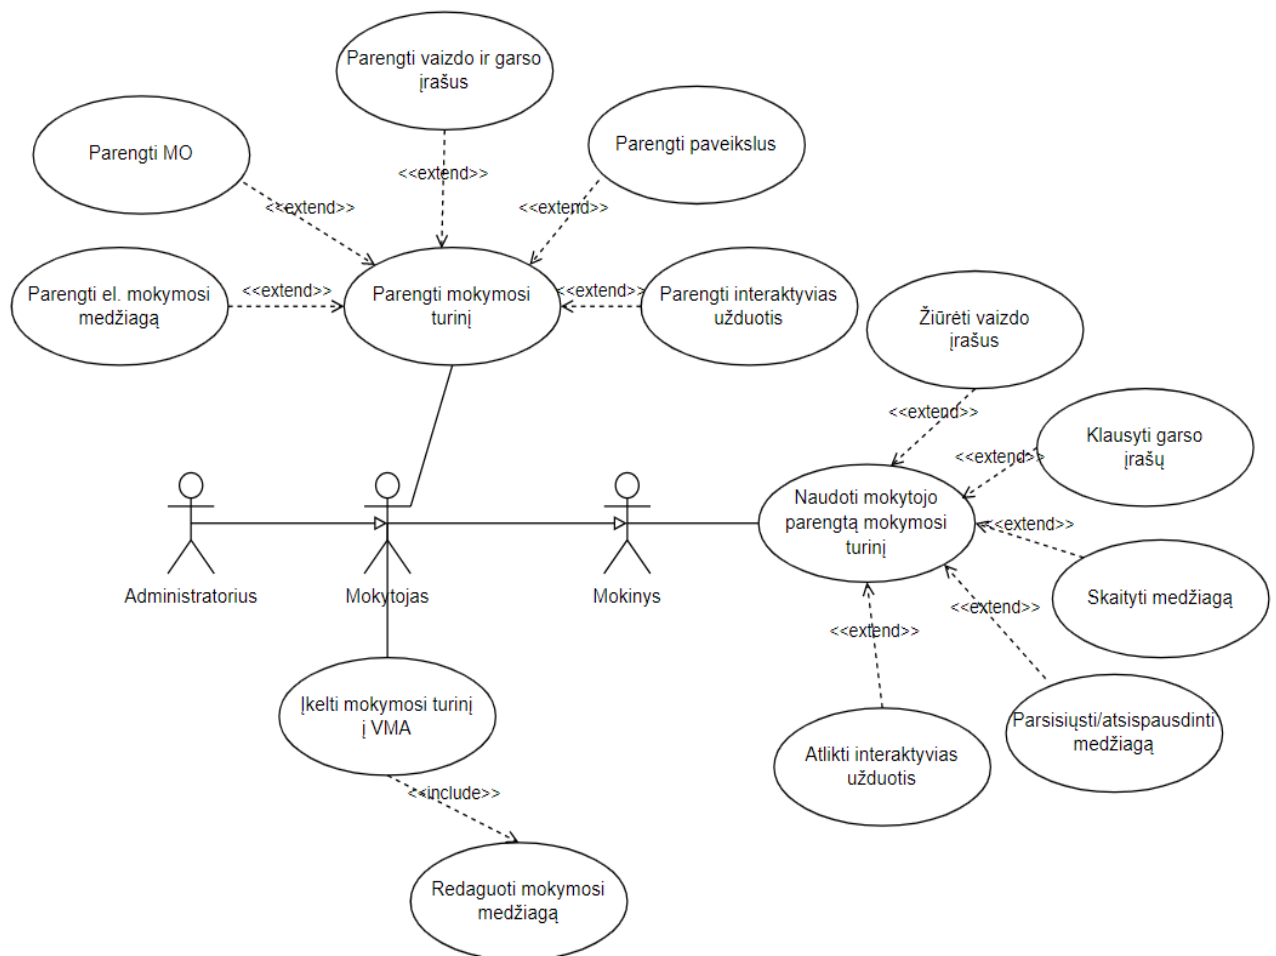 Parengti vaizdo ir garso
įrašus
Parengti MO
Parengti paveikslus
<<extend>>
<<extend>>
<<extend>>
Parengti el. mokymosi
medžiagą
<<extend>>
Parengti mokymosi
turinį
<<extend>>
Parengti interaktyvias
užduotis
Žiūrėti vaizdo
įrašus
<<extend>>
Klausyti garso
įrašų
<<extend>>
Naudoti mokytojo
parengtą mokymosi
turinį
<<extend>>
Administratorius
Mokytojas
Mokinys
Skaityti medžiagą
<<extend>>
<<extend>>
Įkelti mokymosi turinį
į VMA
Parsisiųsti/atsispausdinti
medžiagą
Atlikti interaktyvias
užduotis
<<include>>
Redaguoti mokymosi
medžiagą